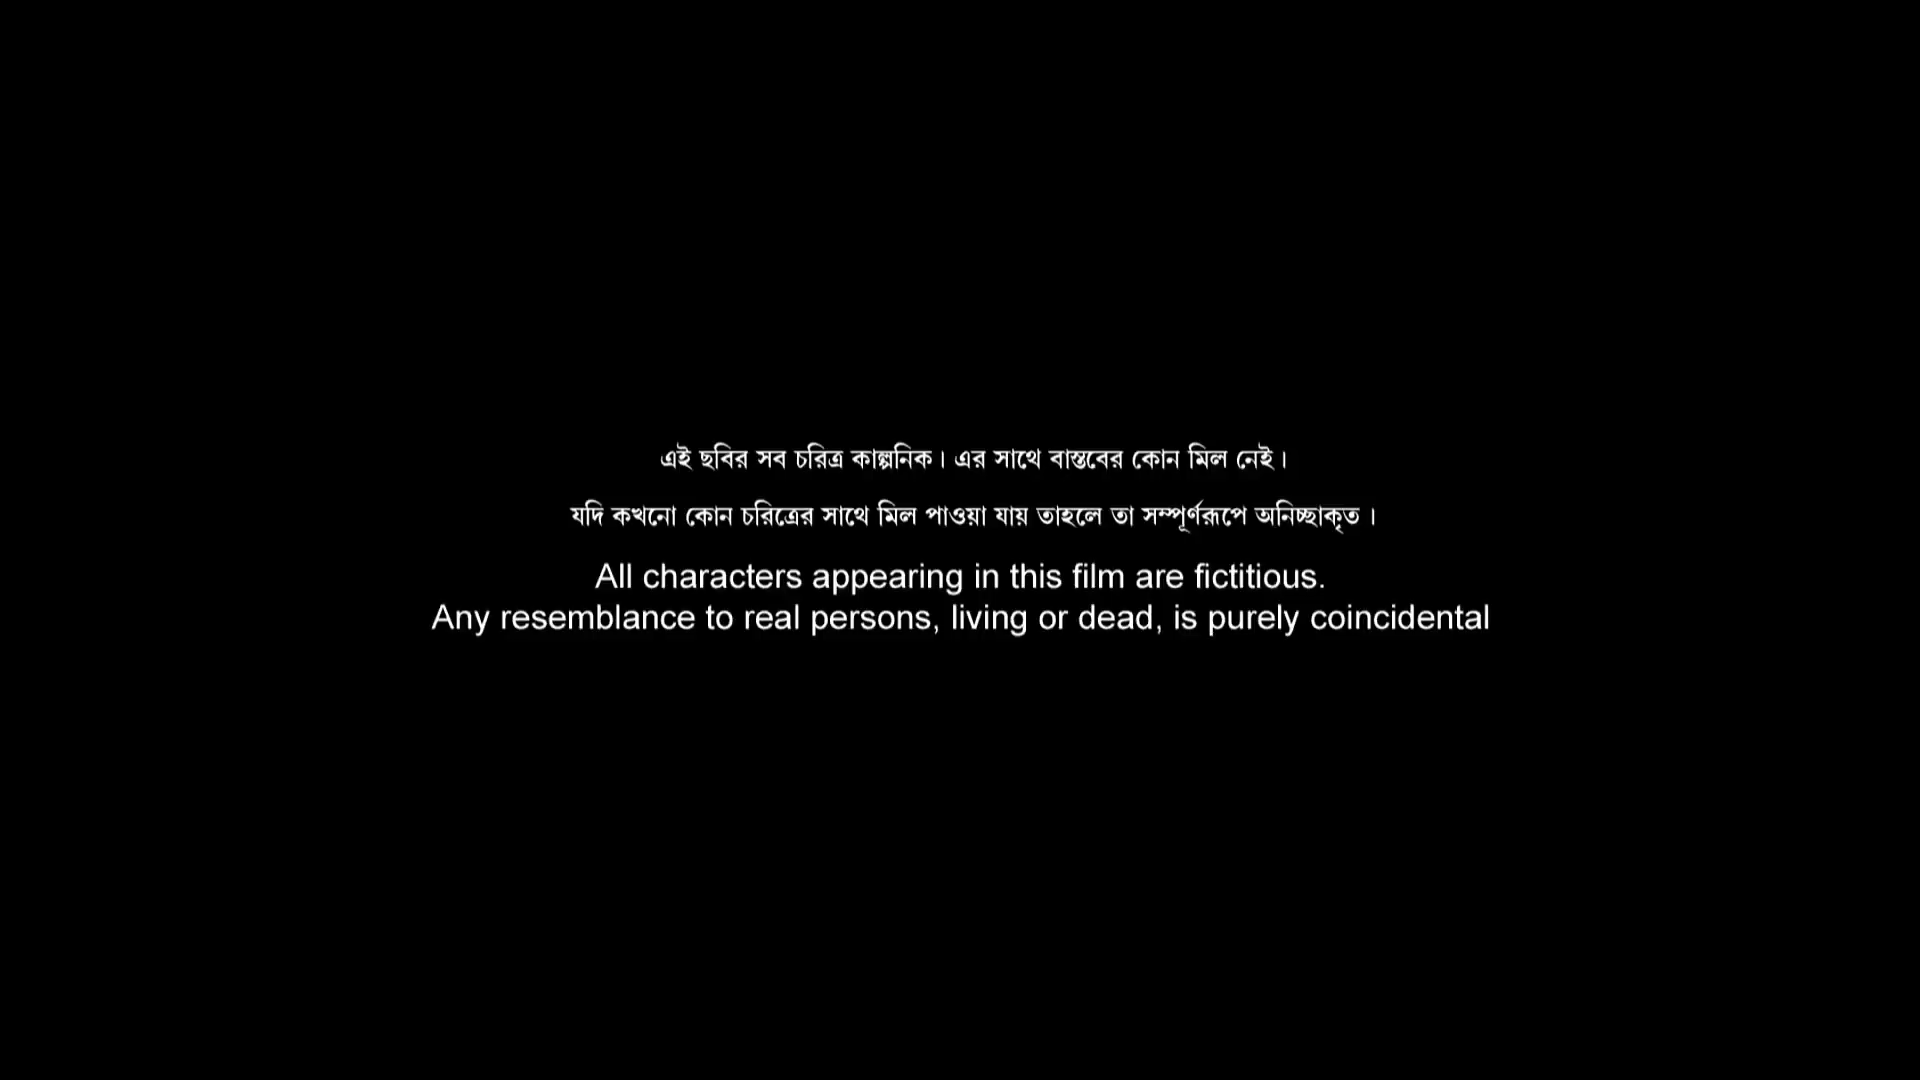 এই ছবির সব চরিত্র কাল্পনিক। এর সাথে বাস্তবের কোন মিল নেই।
যদি কখনো কোন চরিত্রের সাথে মিল পাওয়া যায় তাহলে তা সম্পূর্ণরূপে অনিচ্ছাকৃত।
All characters appearing in this film are fictitious.
Any resemblance to real persons, living or dead, is purely coincidental